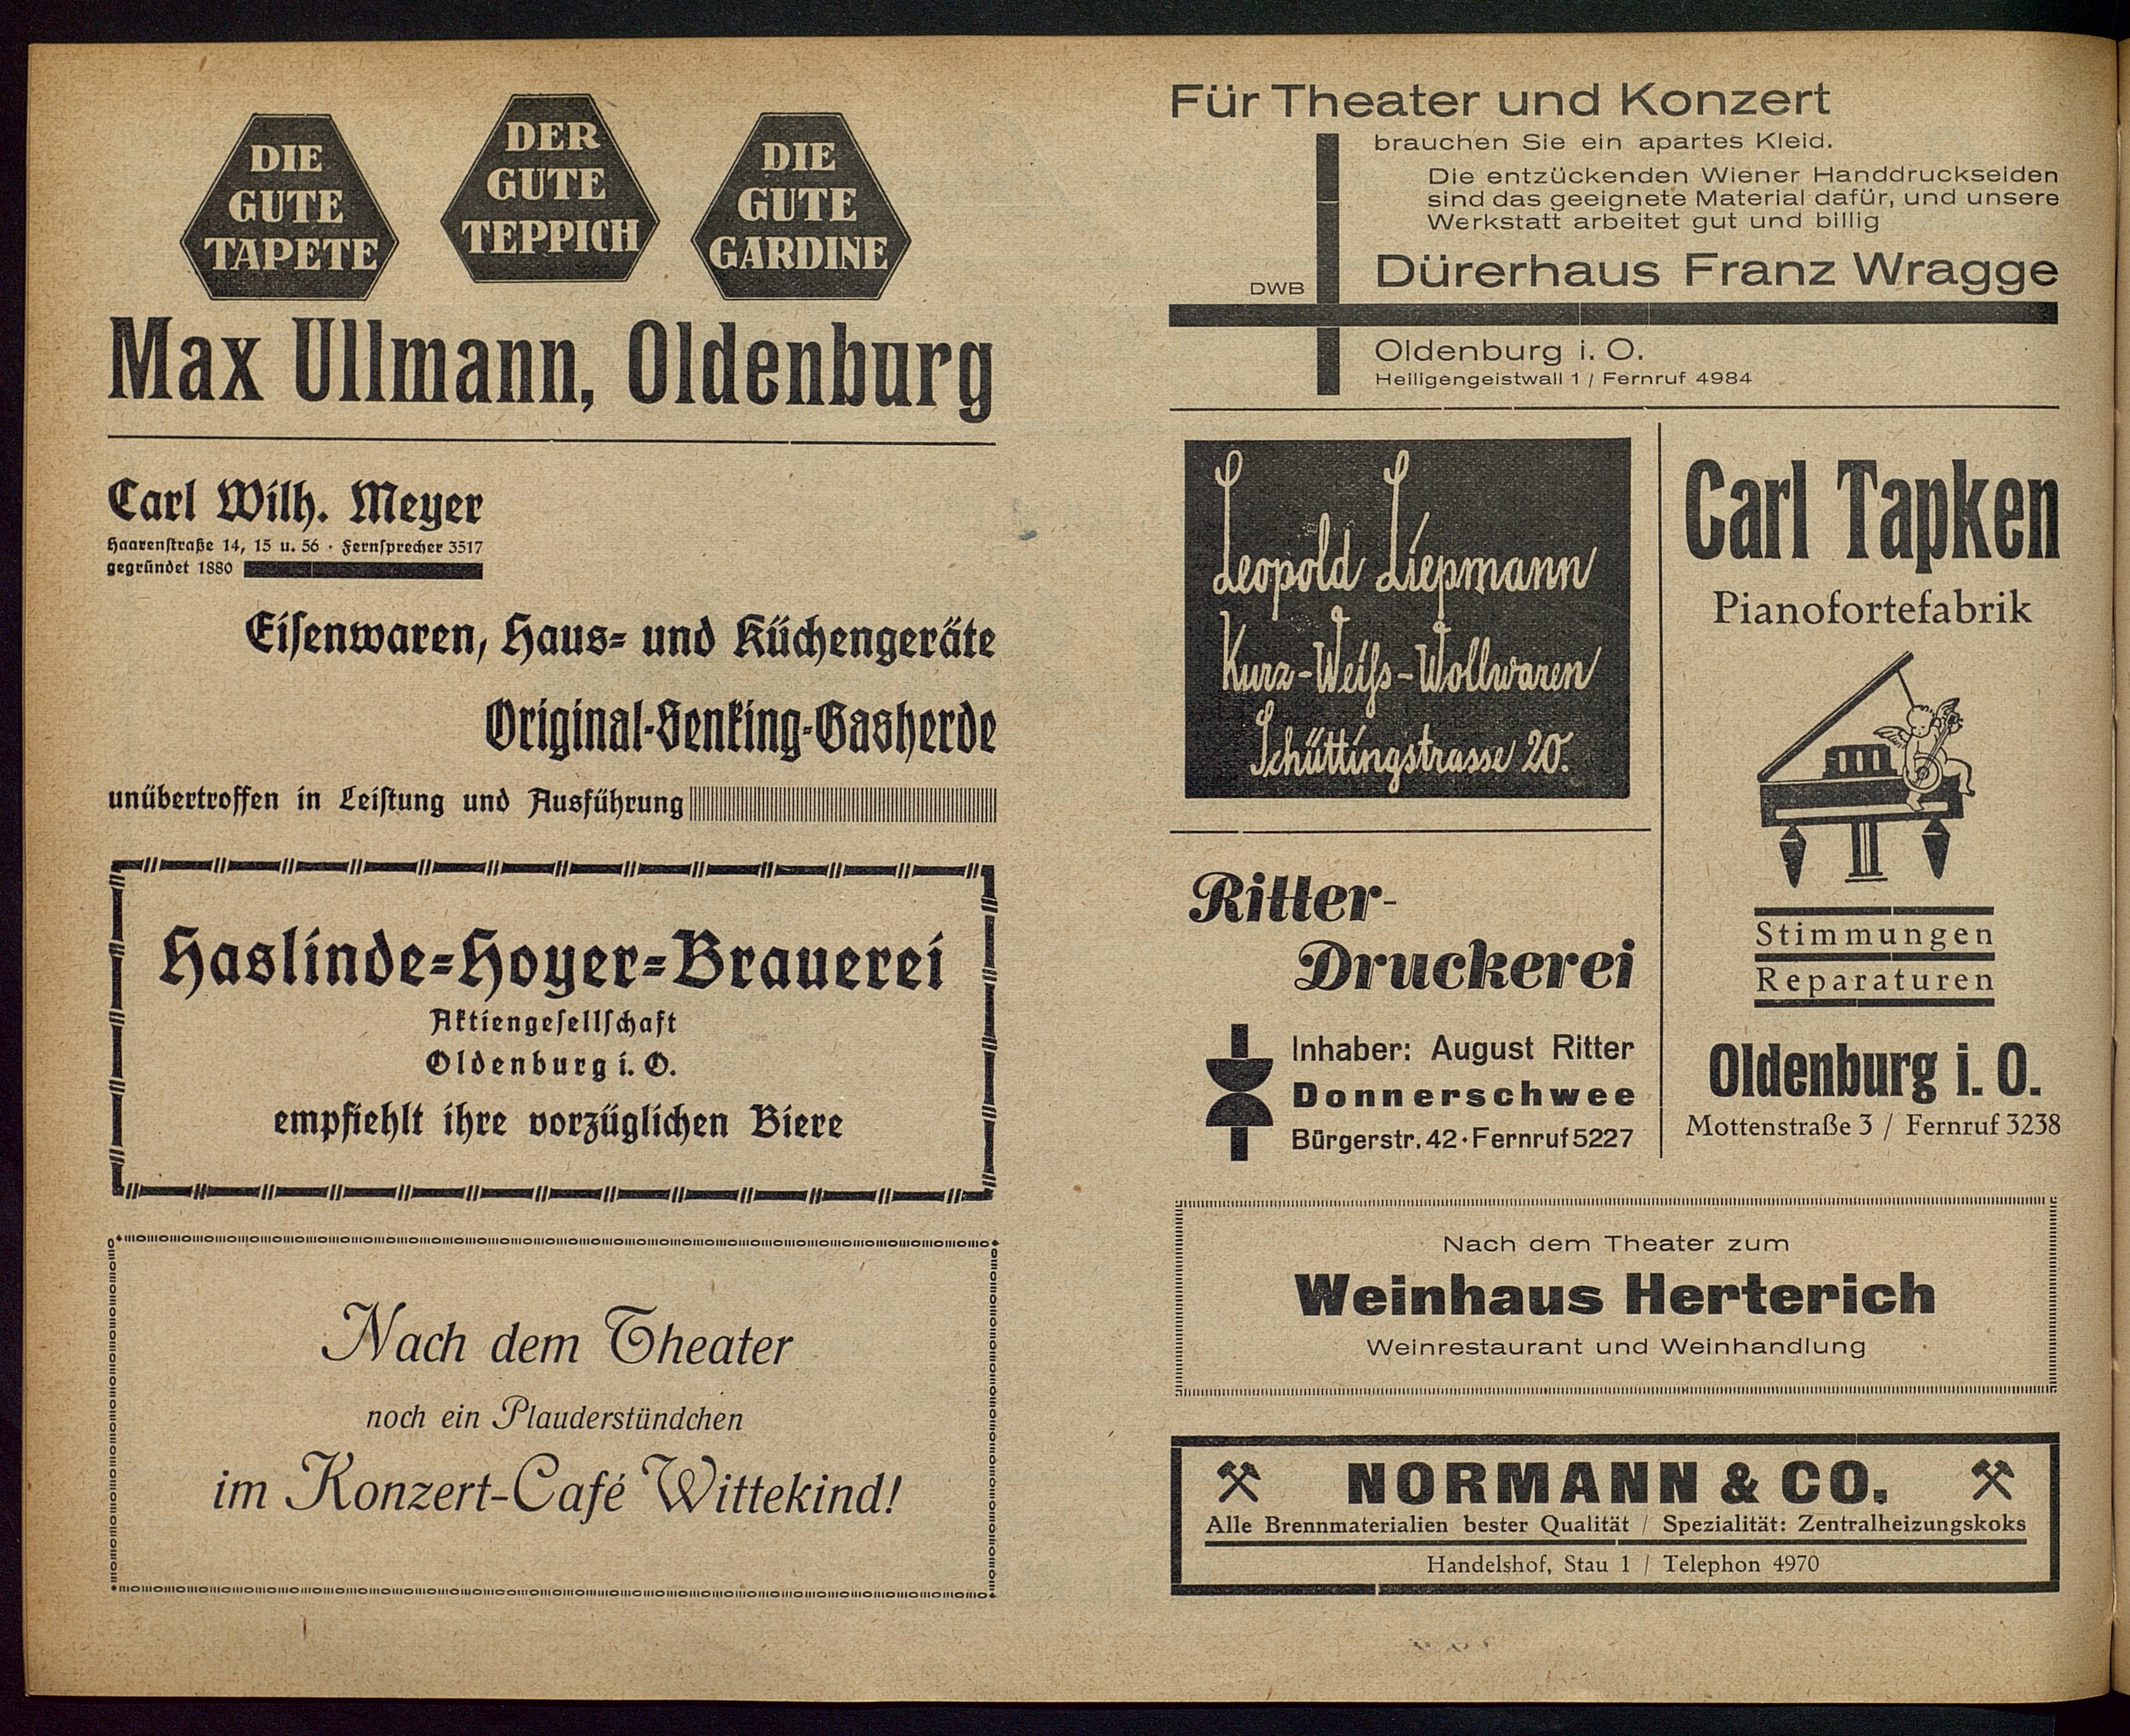 DIE
GUTE
TAPETE
DER
GUTE
TEPPICH
DIE
GUTE
GARDINE
Max Ullmann, Oldenburg
Carl Wilh. Meyer
Haarenſtraße 14, 15 u. 56 · Fernſprecher 3517
gegründet 1880
Eiſenwaren, Haus- und Küchengeräte
Original-Senking-Gasherde
unübertroffen in Leiſtung und Ausführung
Haslinde-Hoyer-Brauerei
Aktiengeſellſchaft
Oldenburg i. O.
empfiehlt ihre vorzüglichen Biere
Nach dem Theater
noch ein Plauderstündchen
im Konzert-Café Wittekind!
Für Theater und Konzert
brauchen Sie ein apartes Kleid.
Die entzückenden Wiener Handdruckseiden
sind das geeignete Material dafür, und unsere
Werkstatt arbeitet gut und billig
DWB
Dürerhaus Franz Wragge
Oldenburg i. O.
Heiligengeistwall 1 / Fernruf 4984
Leopold Liepmann
Kurz-Weiſs-Wollwaren
Schüttingstrasse 20.
Ritter-
Druckerei
Inhaber: August Ritter
Donnerschwee
Bürgerstr. 42 · Fernruf 5227
Carl Tapken
Pianofortefabrik
Stimmungen
Reparaturen
Oldenburg i. O.
Mottenstraße 3 / Fernruf 3238
Nach dem Theater zum
Weinhaus Herterich
Weinrestaurant und Weinhandlung
NORMANN & CO.
Alle Brennmaterialien bester Qualität / Spezialität: Zentralheizungskoks
Handelshof, Stau 1 / Telephon 4970